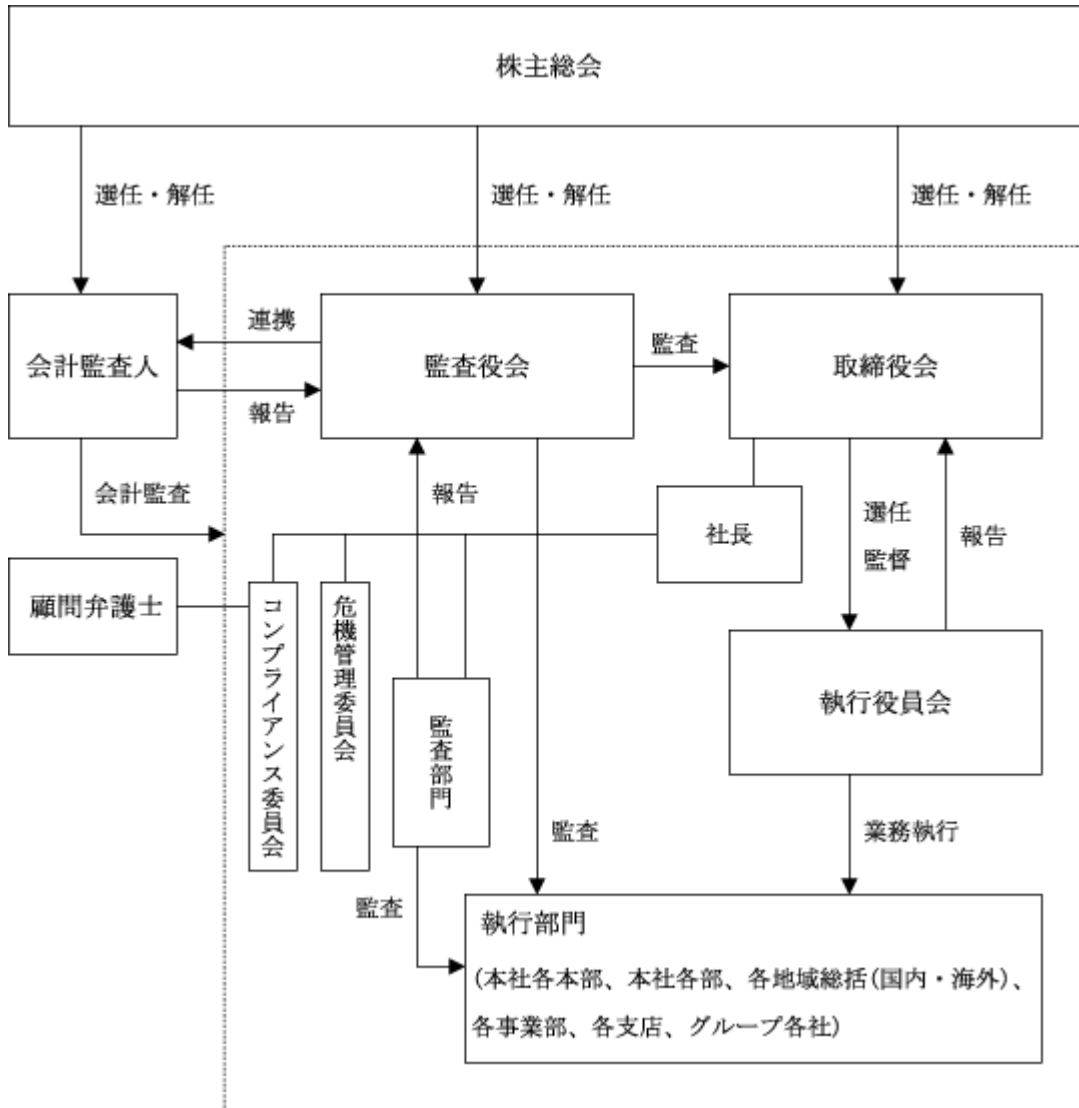 株主総会
選任・解任
選任・解任
選任・解任
会計監査人
連携
報告
監査役会
監査
取締役会
会計監査
報告
社長
選任
監督
報告
顧問弁護士
コンプライアンス委員会
危機管理委員会
監査部門
執行役員会
監査
監査
業務執行
執行部門
(本社各本部、本社各部、各地域総括(国内・海外)、
各事業部、各支店、グループ各社)